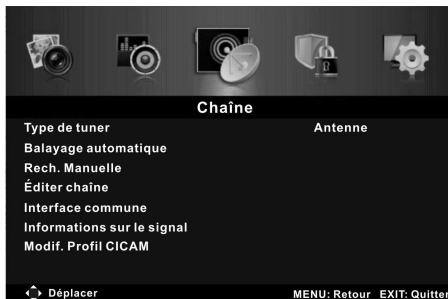 Chaîne
Type de tuner Antenne
Balayage automatique
Rech. Manuelle
Éditer chaîne
Interface commune
Informations sur le signal
Modif. Profil CICAM
Déplacer MENU: Retour EXIT: Quitter